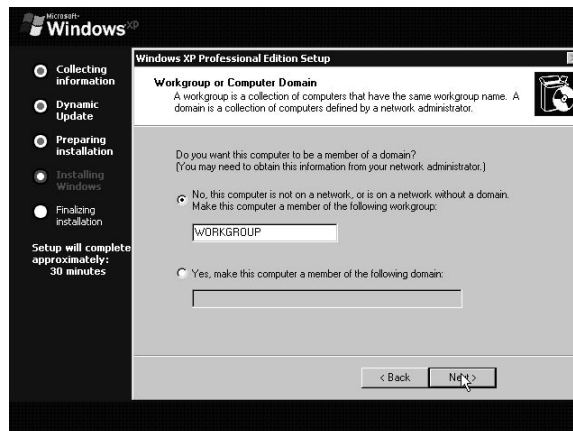 Microsoft
Windows xp
Collecting
information
Dynamic
Update
Preparing
installation
Installing
Windows
Finalizing
installation
Setup will complete
approximately:
30 minutes
Windows XP Professional Edition Setup
Workgroup or Computer Domain
A workgroup is a collection of computers that have the same workgroup name. A
domain is a collection of computers defined by a network administrator.
Do you want this computer to be a member of a domain?
(You may need to obtain this information from your network administrator.)
No, this computer is not on a network, or is on a network without a domain.
Make this computer a member of the following workgroup:
WORKGROUP
Yes, make this computer a member of the following domain:
< Back
Next >